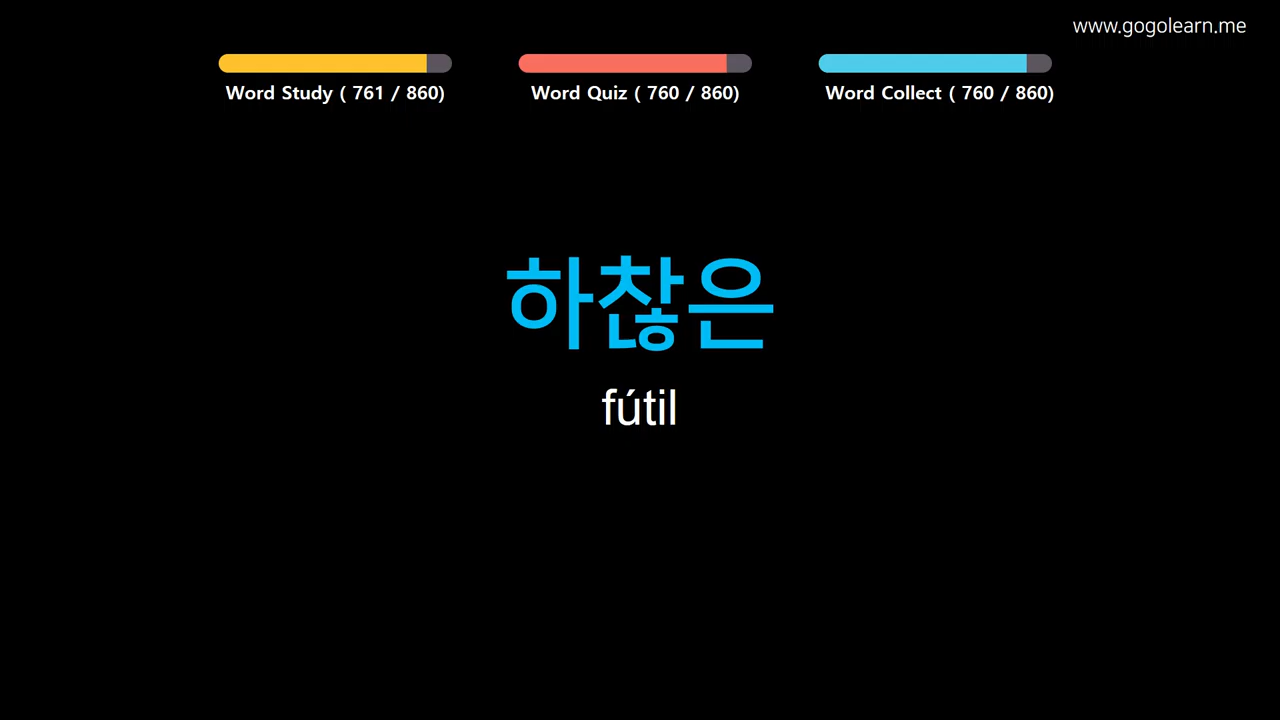 www.gogolearn.me
Word Study ( 761 / 860)
Word Quiz ( 760 / 860)
Word Collect ( 760 / 860)
하찮은
fútil